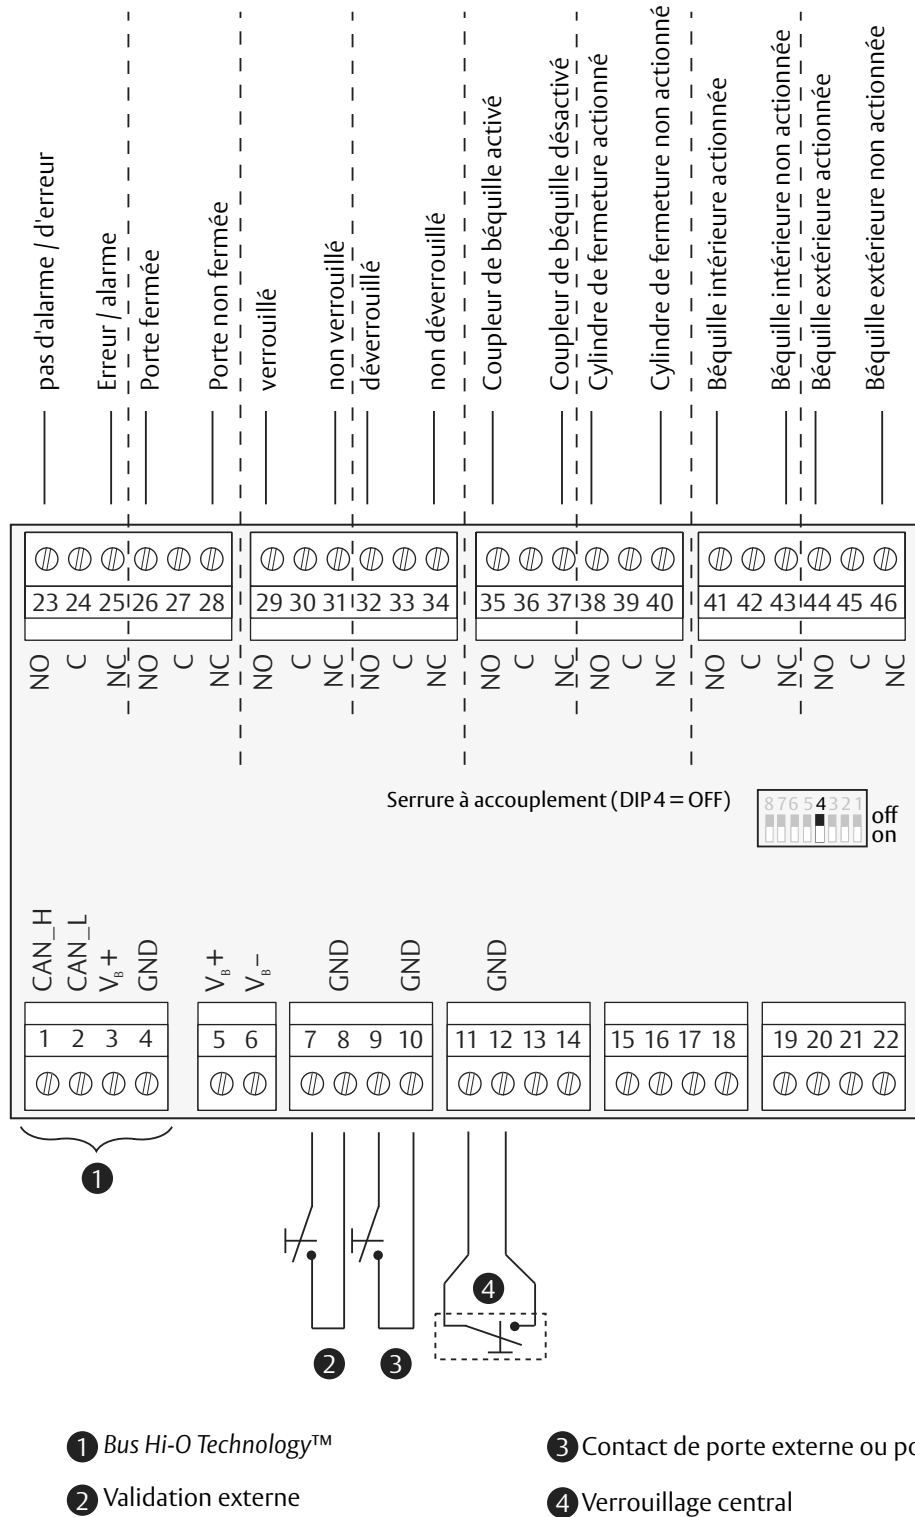 pas d'alarme / d'erreur
Erreur / alarme
Porte fermée
Porte non fermée
verrouillé
non verrouillé
déverrouillé
non déverrouillé
Coupleur de béquille activé
Coupleur de béquille désactivé
Cylindre de fermeture actionné
Cylindre de fermeture non actionné
Béquille intérieure actionnée
Béquille intérieure non actionnée
Béquille extérieure actionnée
Béquille extérieure non actionnée
23 24 25 26 27 28 29 30 31 32 33 34 35 36 37 38 39 40 41 42 43 44 45 46
NO C NC NO C NC NO C NC NO C NC NO C NC NO C NC NO C NC NO C NC
Serrure à accouplement (DIP 4 = OFF)
8 7 6 5 4 3 2 1
off
on
CAN_H CAN_L VB+ GND VB+ VB− GND GND GND
1 2 3 4 5 6 7 8 9 10 11 12 13 14 15 16 17 18 19 20 21 22
1
4
2 3
1 Bus Hi-O Technology™
3 Contact de porte externe ou
2 Validation externe
4 Verrouillage central